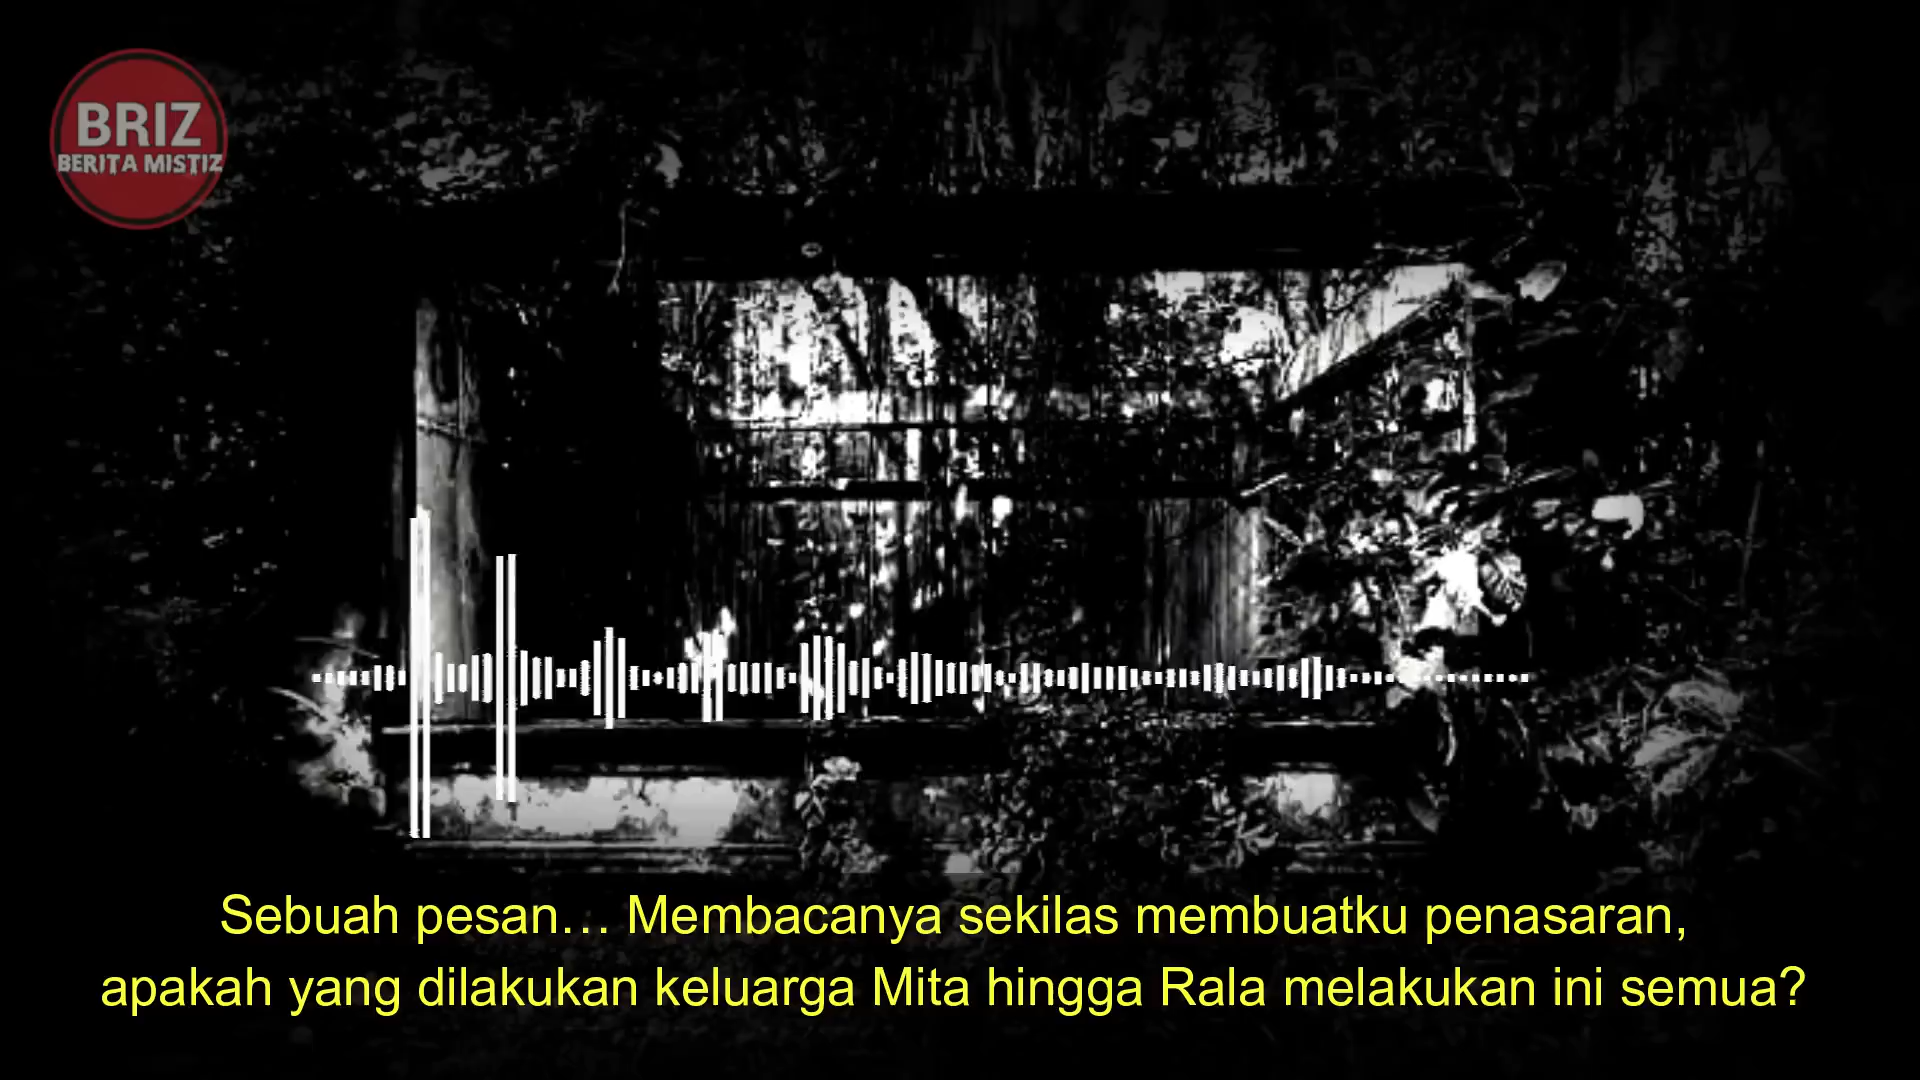 BRIZ
BERITA MISTIZ
Sebuah pesan… Membacanya sekilas membuatku penasaran,
apakah yang dilakukan keluarga Mita hingga Rala melakukan ini semua?